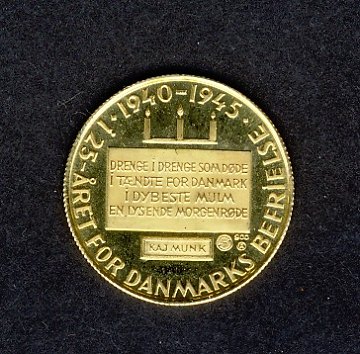 · 1940 – 1945 ·
· I 25-ÅRET FOR DANMARKS BEFRIELSE ·
DRENGE I DRENGE SOM DØDE
I TÆNDTE FOR DANMARK
I DYBESTE MULM
EN LYSENDE MORGENRØDE
KAJ MUNK